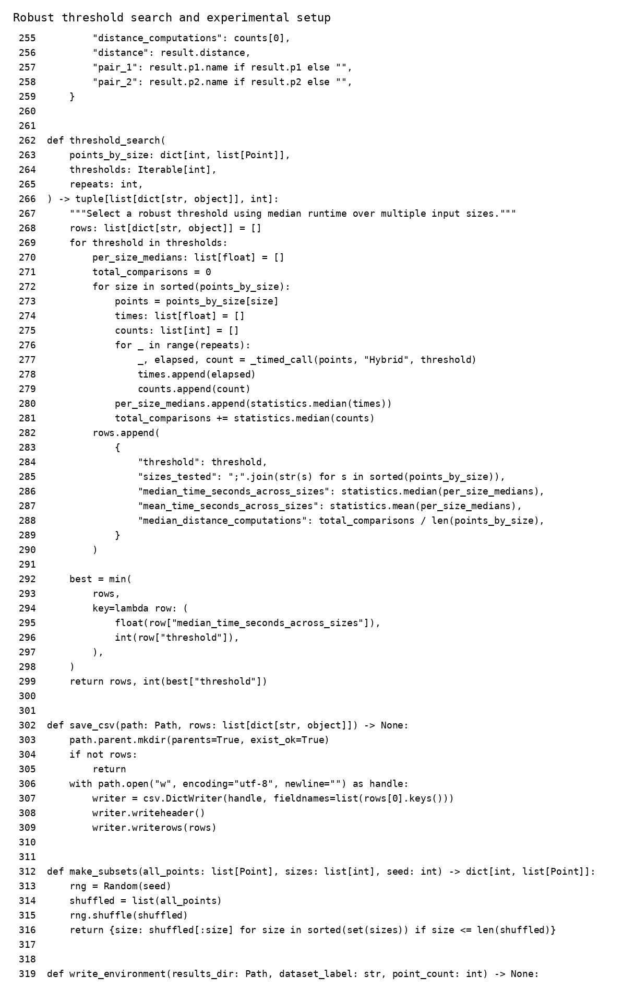 Robust threshold search and experimental setup
255          "distance_computations": counts[0],
256          "distance": result.distance,
257          "pair_1": result.p1.name if result.p1 else "",
258          "pair_2": result.p2.name if result.p2 else "",
259      }
260
261
262  def threshold_search(
263      points_by_size: dict[int, list[Point]],
264      thresholds: Iterable[int],
265      repeats: int,
266  ) -> tuple[list[dict[str, object]], int]:
267      """Select a robust threshold using median runtime over multiple input sizes."""
268      rows: list[dict[str, object]] = []
269      for threshold in thresholds:
270          per_size_medians: list[float] = []
271          total_comparisons = 0
272          for size in sorted(points_by_size):
273              points = points_by_size[size]
274              times: list[float] = []
275              counts: list[int] = []
276              for _ in range(repeats):
277                  _, elapsed, count = _timed_call(points, "Hybrid", threshold)
278                  times.append(elapsed)
279                  counts.append(count)
280              per_size_medians.append(statistics.median(times))
281              total_comparisons += statistics.median(counts)
282          rows.append(
283              {
284                  "threshold": threshold,
285                  "sizes_tested": ";".join(str(s) for s in sorted(points_by_size)),
286                  "median_time_seconds_across_sizes": statistics.median(per_size_medians),
287                  "mean_time_seconds_across_sizes": statistics.mean(per_size_medians),
288                  "median_distance_computations": total_comparisons / len(points_by_size),
289              }
290          )
291
292      best = min(
293          rows,
294          key=lambda row: (
295              float(row["median_time_seconds_across_sizes"]),
296              int(row["threshold"]),
297          ),
298      )
299      return rows, int(best["threshold"])
300
301
302  def save_csv(path: Path, rows: list[dict[str, object]]) -> None:
303      path.parent.mkdir(parents=True, exist_ok=True)
304      if not rows:
305          return
306      with path.open("w", encoding="utf-8", newline="") as handle:
307          writer = csv.DictWriter(handle, fieldnames=list(rows[0].keys()))
308          writer.writeheader()
309          writer.writerows(rows)
310
311
312  def make_subsets(all_points: list[Point], sizes: list[int], seed: int) -> dict[int, list[Point]]:
313      rng = Random(seed)
314      shuffled = list(all_points)
315      rng.shuffle(shuffled)
316      return {size: shuffled[:size] for size in sorted(set(sizes)) if size <= len(shuffled)}
317
318
319  def write_environment(results_dir: Path, dataset_label: str, point_count: int) -> None: